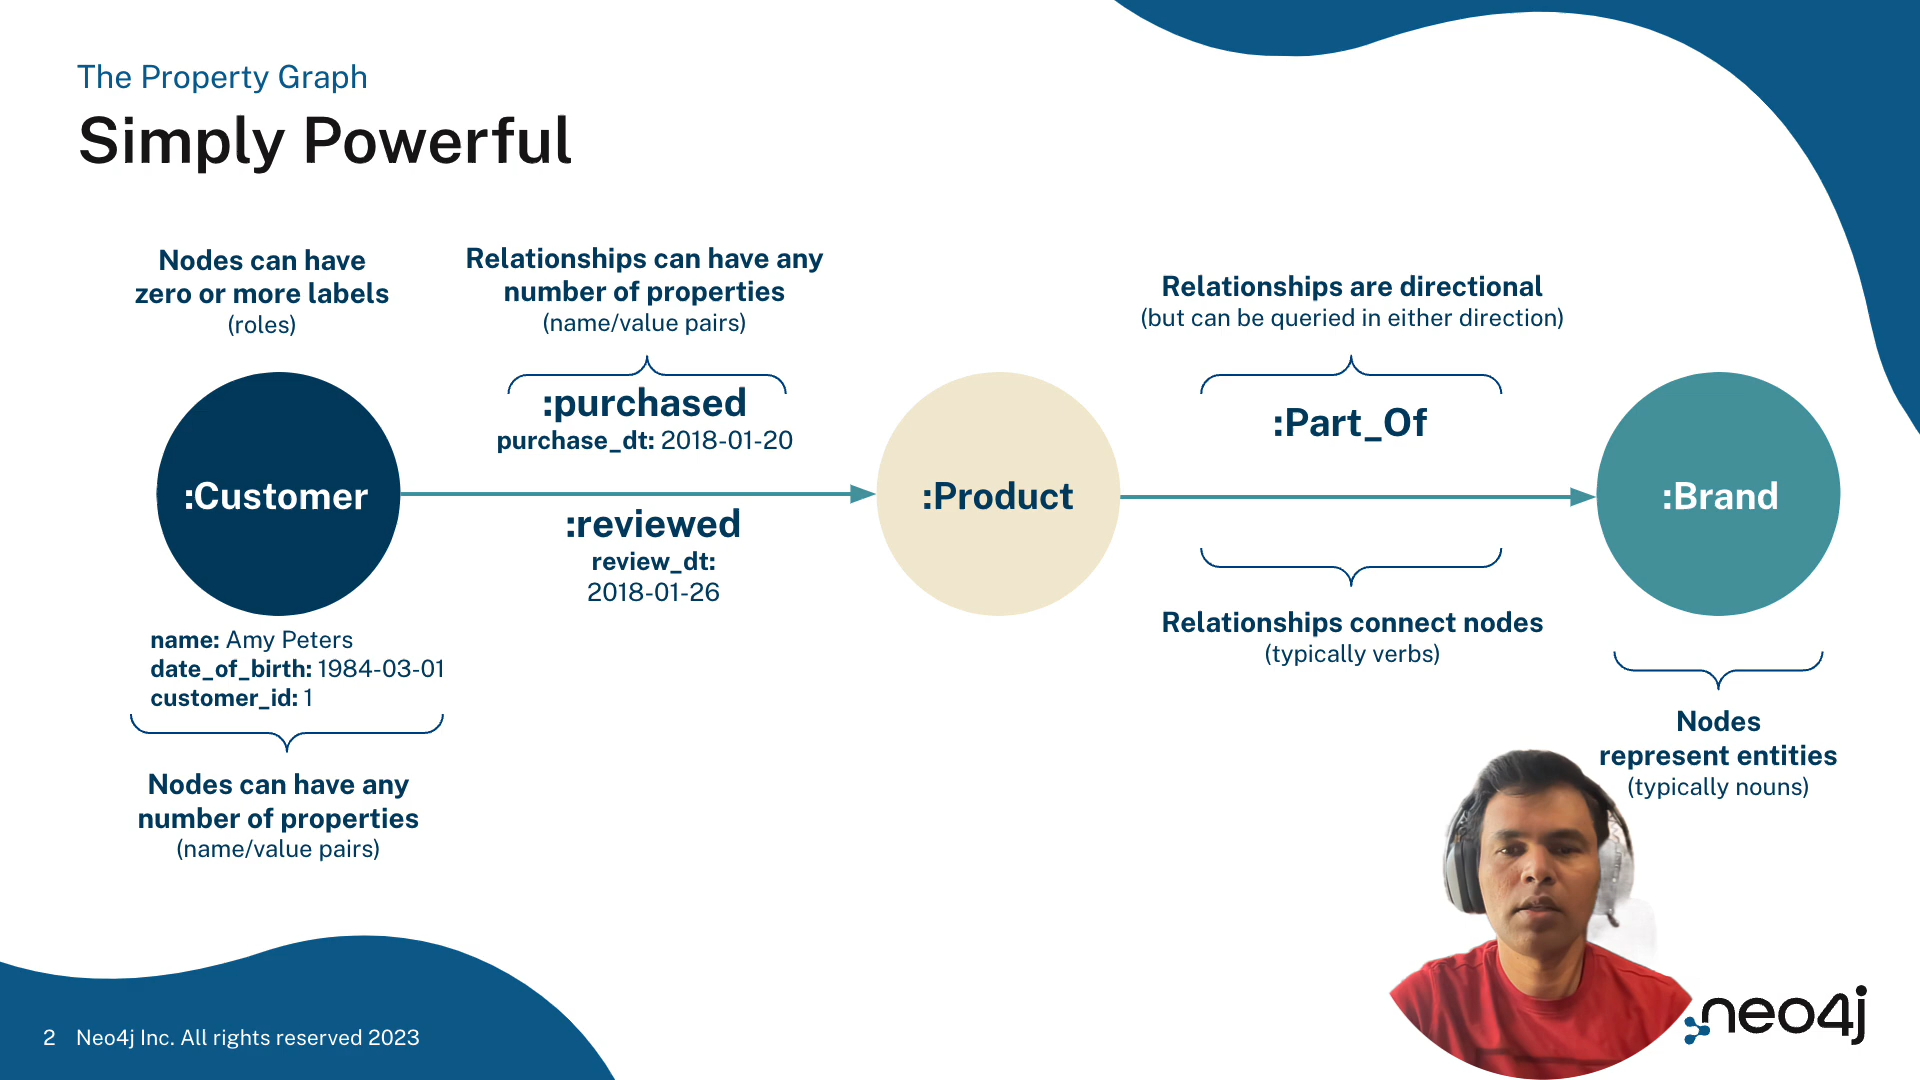 The Property Graph
Simply Powerful
Nodes can have
zero or more labels
(roles)
Relationships can have any
number of properties
(name/value pairs)
Relationships are directional
(but can be queried in either direction)
:purchased
purchase_dt: 2018-01-20
:Part_Of
:Customer
:Product
:Brand
:reviewed
review_dt:
2018-01-26
name: Amy Peters
date_of_birth: 1984-03-01
customer_id: 1
Relationships connect nodes
(typically verbs)
Nodes
represent entities
(typically nouns)
Nodes can have any
number of properties
(name/value pairs)
2 Neo4j Inc. All rights reserved 2023
neo4j